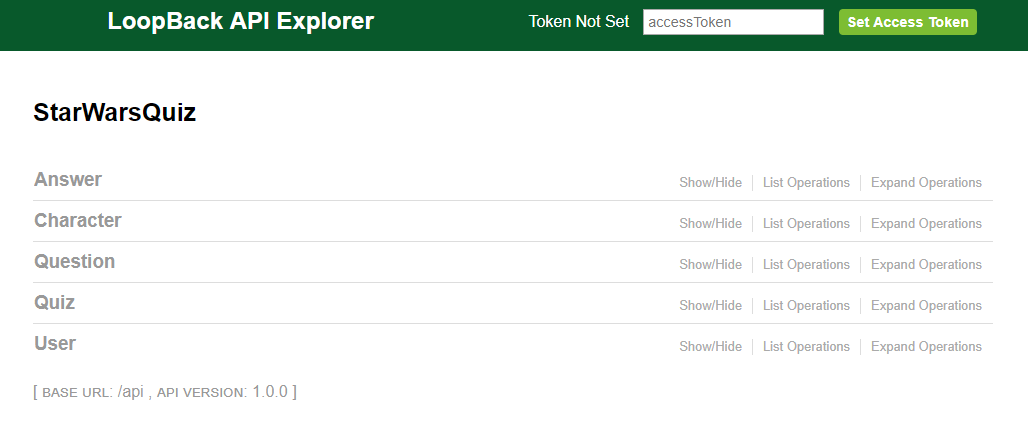 LoopBack API Explorer Token Not Set accessToken Set Access Token
StarWarsQuiz
Answer Show/Hide List Operations Expand Operations
Character Show/Hide List Operations Expand Operations
Question Show/Hide List Operations Expand Operations
Quiz Show/Hide List Operations Expand Operations
User Show/Hide List Operations Expand Operations
[ BASE URL: /api , API VERSION: 1.0.0 ]